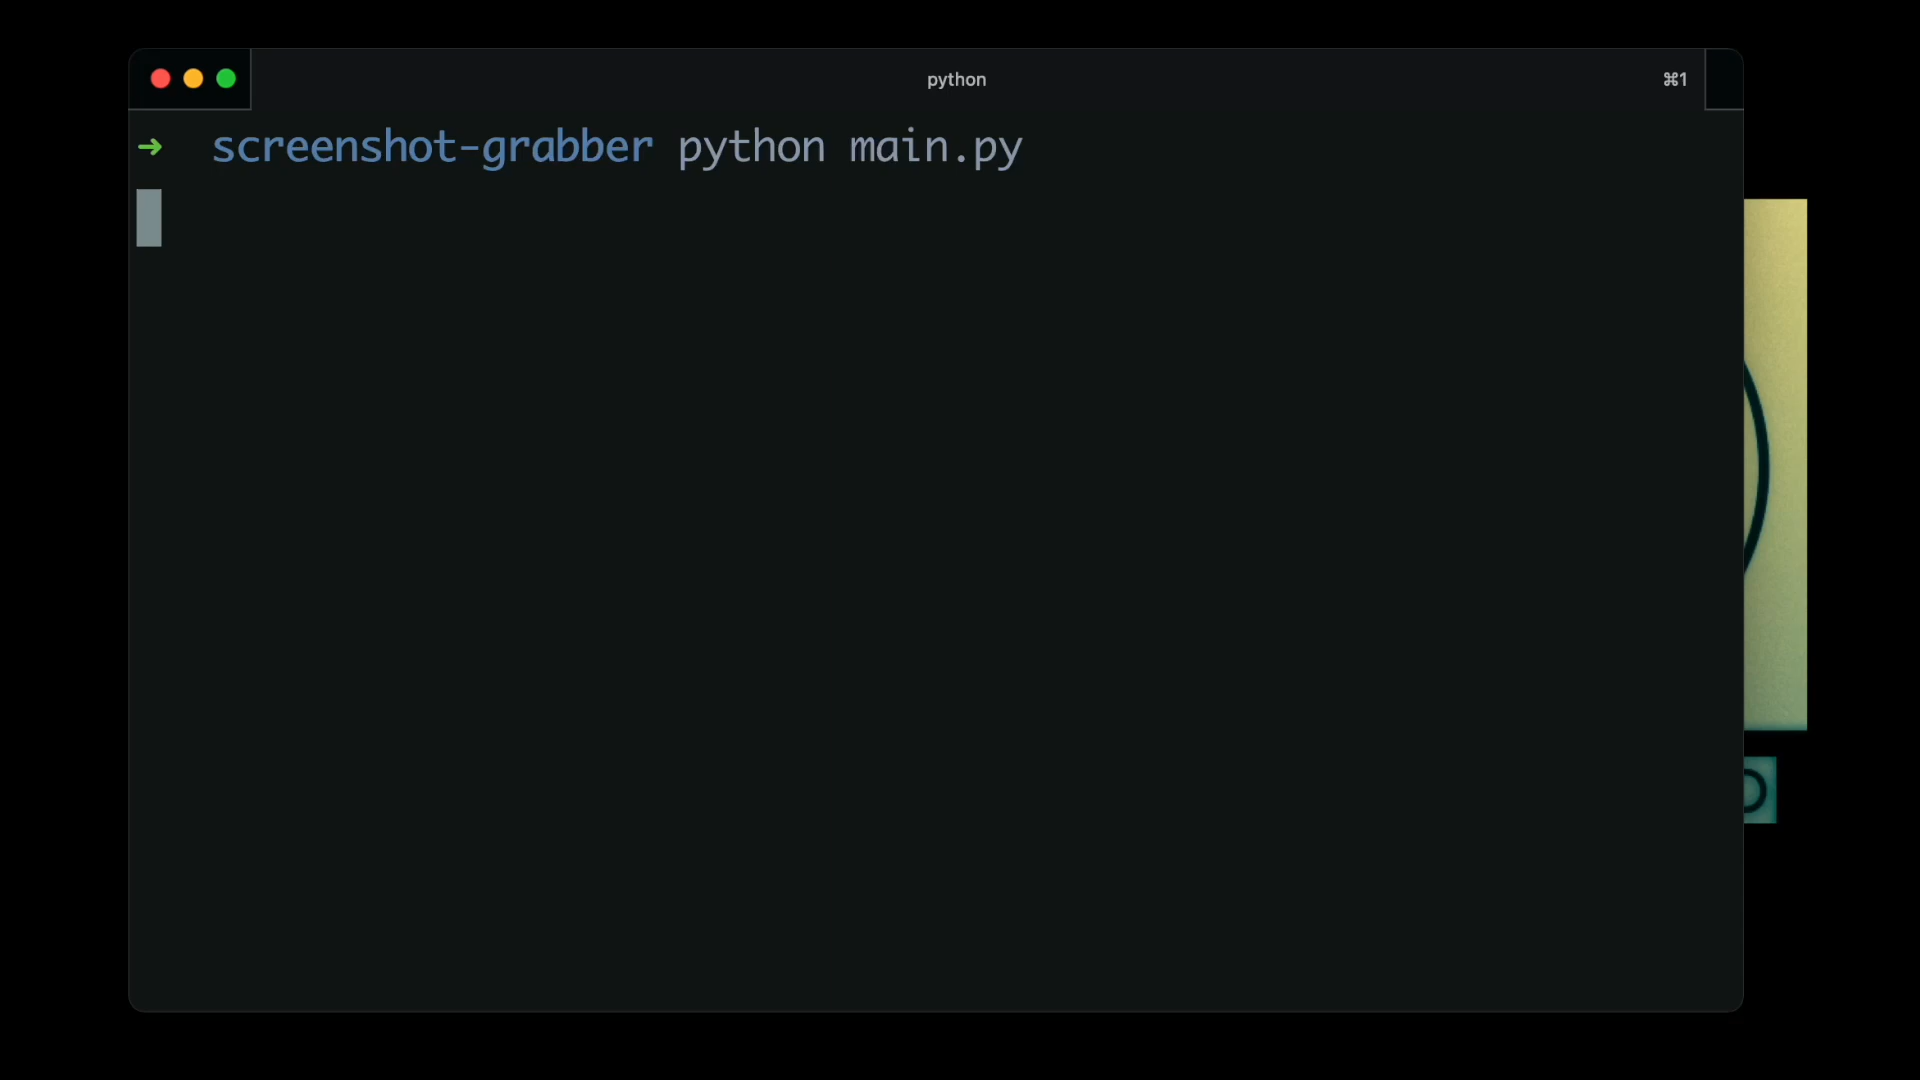 python
⌘1
➜ screenshot-grabber python main.py